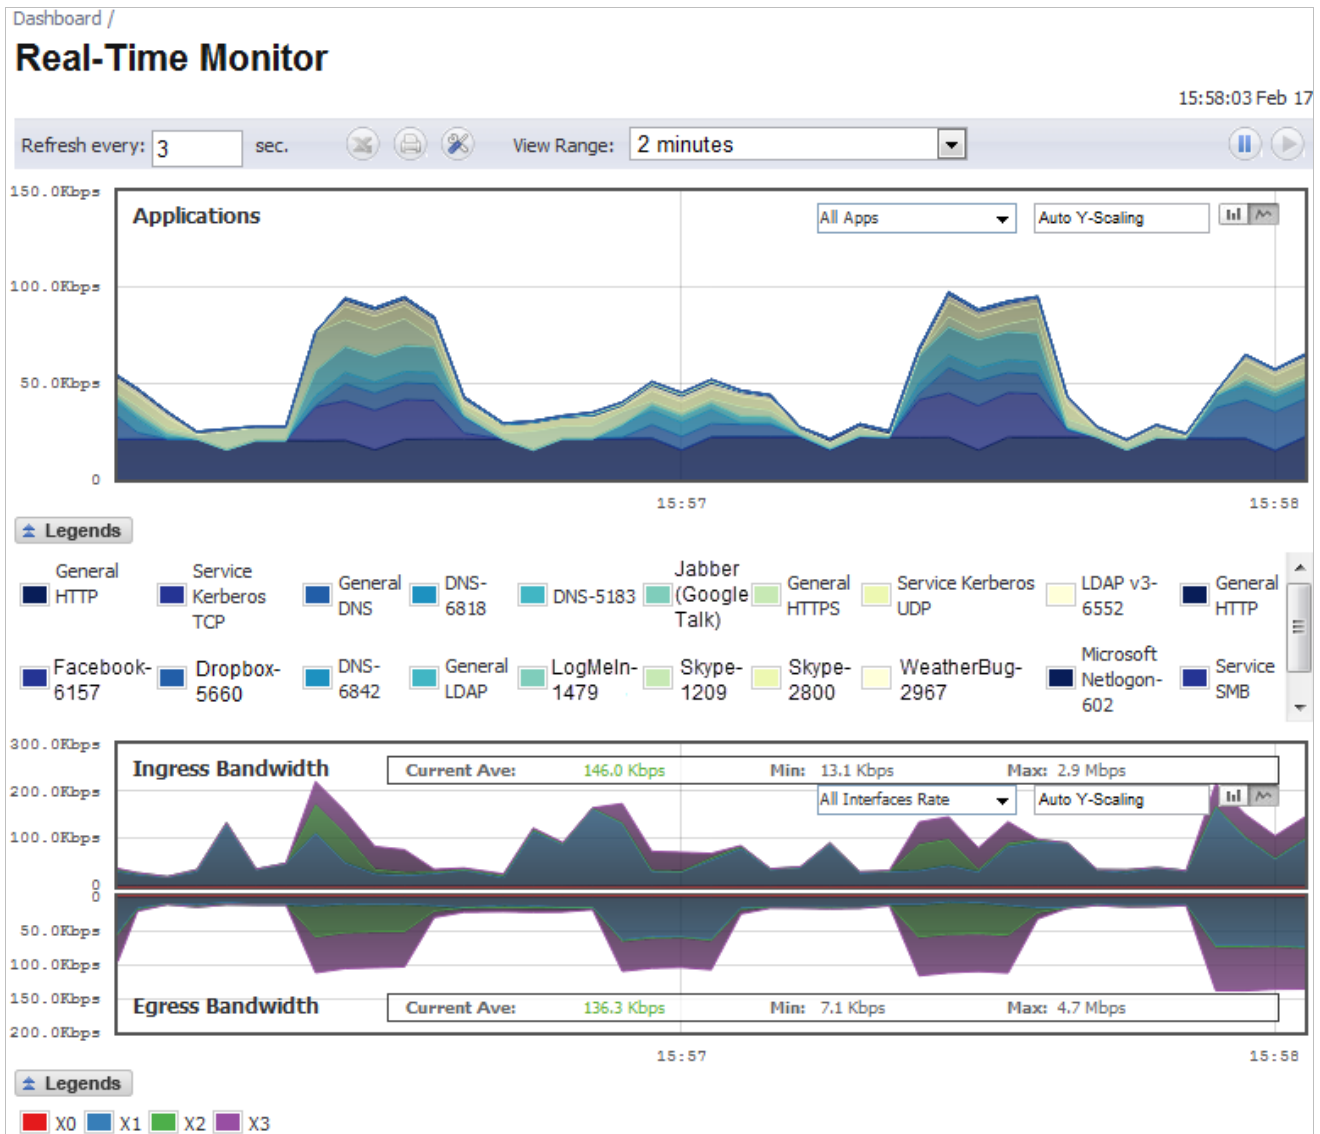 Dashboard /
Real-Time Monitor
15:58:03 Feb 17
Refresh every: 3 sec. View Range: 2 minutes
150.0Kbps
Applications All Apps Auto Y-Scaling
100.0Kbps
50.0Kbps
0
15:57 15:58
Legends
General HTTP
Service Kerberos TCP
General DNS
DNS-6818
DNS-5183
Jabber (Google Talk)
General HTTPS
Service Kerberos UDP
LDAP v3-6552
General HTTP
Facebook-6157
Dropbox-5660
DNS-6842
General LDAP
LogMeIn-1479
Skype-1209
Skype-2800
WeatherBug-2967
Microsoft Netlogon-602
Service SMB
300.0Kbps
Ingress Bandwidth Current Ave: 146.0 Kbps Min: 13.1 Kbps Max: 2.9 Mbps
200.0Kbps
All Interfaces Rate Auto Y-Scaling
100.0Kbps
0
0
50.0Kbps
100.0Kbps
150.0Kbps
Egress Bandwidth Current Ave: 136.3 Kbps Min: 7.1 Kbps Max: 4.7 Mbps
200.0Kbps
15:57 15:58
Legends
X0 X1 X2 X3